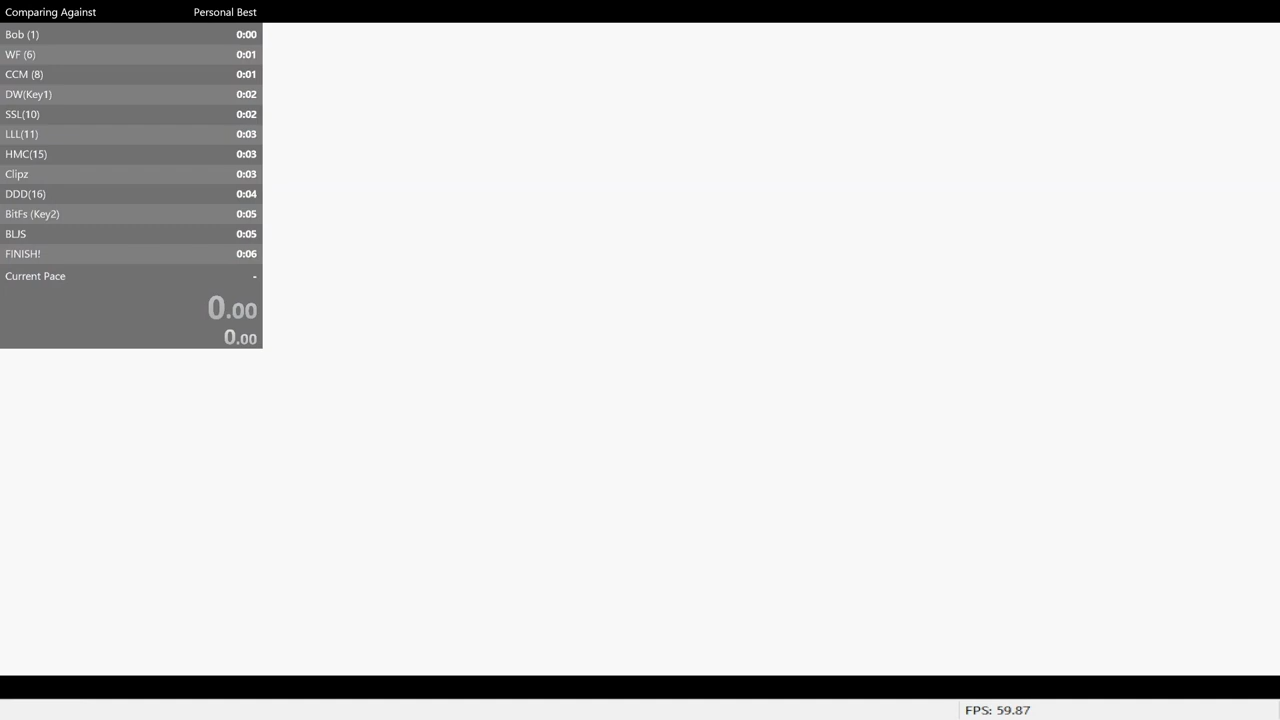 Comparing Against Personal Best
Bob (1) 0:00
WF (6) 0:01
CCM (8) 0:01
DW(Key1) 0:02
SSL(10) 0:02
LLL(11) 0:03
HMC(15) 0:03
Clipz 0:03
DDD(16) 0:04
BitFs (Key2) 0:05
BLJS 0:05
FINISH! 0:06
Current Pace -
0.00
0.00
FPS: 59.87